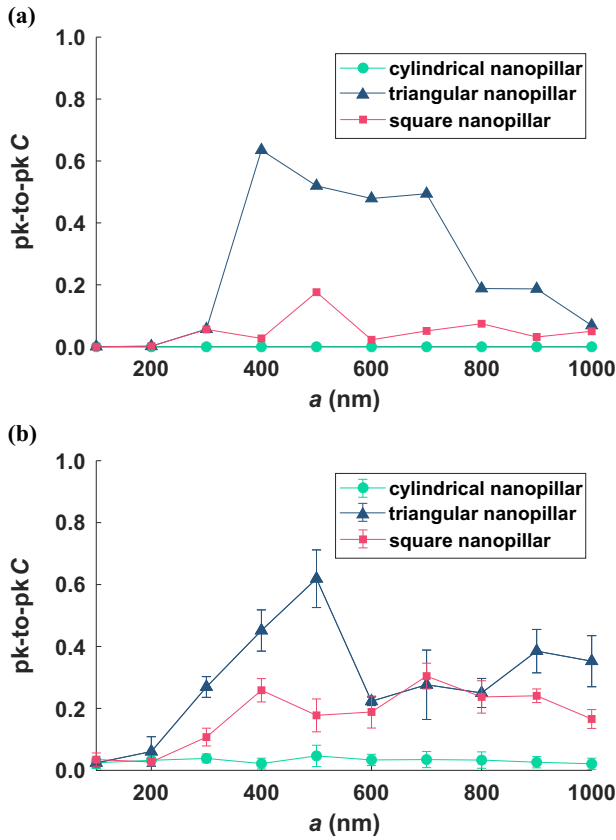 (a)
1.0
0.8
0.6
0.4
0.2
0.0
pk-to-pk C
cylindrical nanopillar
triangular nanopillar
square nanopillar
200
400
600
800
1000
a (nm)
(b)
1.0
0.8
0.6
0.4
0.2
0.0
pk-to-pk C
cylindrical nanopillar
triangular nanopillar
square nanopillar
200
400
600
800
1000
a (nm)